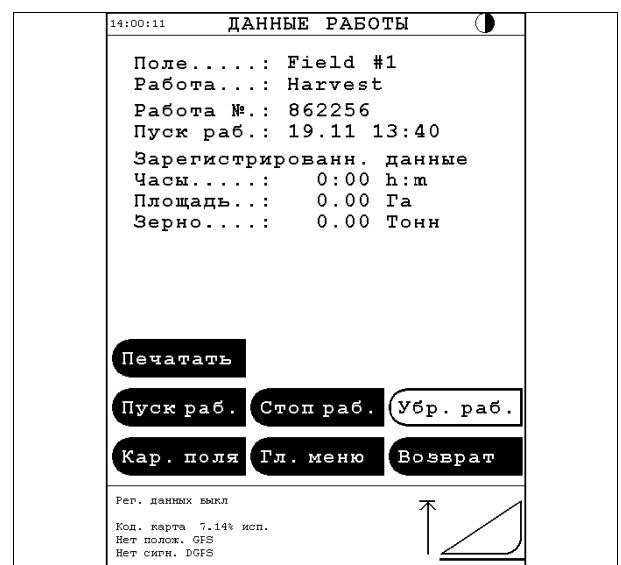 14:00:11 ДАННЫЕ РАБОТЫ
Поле.....: Field #1
Работа...: Harvest
Работа №.: 862256
Пуск раб.: 19.11 13:40
Зарегистрированн. данные
Часы.....: 0:00 h:m
Площадь..: 0.00 Га
Зерно....: 0.00 Тонн
Печатать
Пуск раб. Стоп раб. Убр. раб.
Кар. поля Гл. меню Возврат
Рег. данных выкл
Код. карта 7.14% исп.
Нет полож. GPS
Нет сигн. DGPS